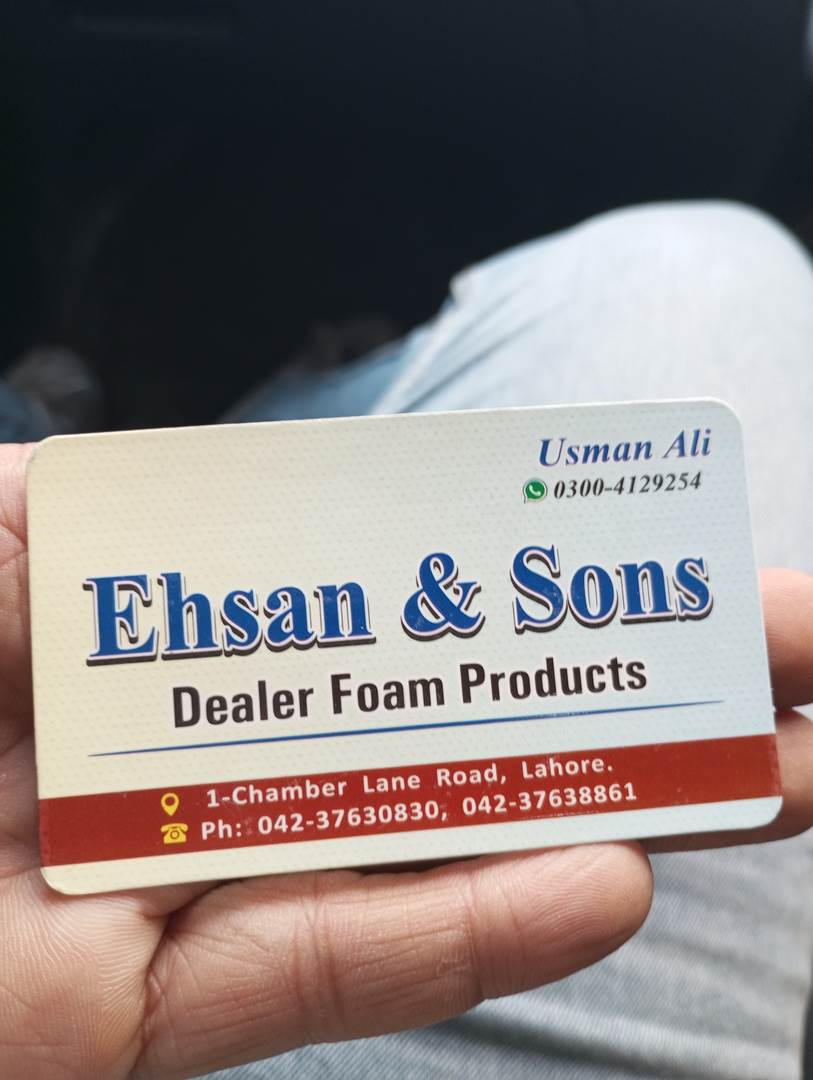 Usman Ali
0300-4129254
Ehsan & Sons
Dealer Foam Products
1-Chamber Lane Road, Lahore.
Ph: 042-37630830, 042-37638861